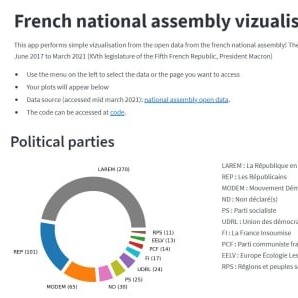 French national assembly vizualis
This app performs simple vizualisation from the open data from the french national assembly! The
June 2017 to March 2021 (XVth legislature of the Fifth French Republic, President Macron)
• Use the menu on the left to select the data or the page you want to access
• Your plots will appear below
• Data source (accessed mid march 2021): national assembly open data.
• The code can be accessed at code.
Political parties
LAREM (270)
RPS (11)
EELV (13)
PCF (14)
FI (17)
UDRL (24)
PS (25)
ND (30)
MODEM (65)
REP (101)
LAREM : La République en
REP : Les Républicains
MODEM : Mouvement Dém
ND : Non déclaré(s)
PS : Parti socialiste
UDRL : Union des démocra
FI : La France Insoumise
PCF : Parti communiste fra
EELV : Europe Écologie Les
RPS : Régions et peuples s